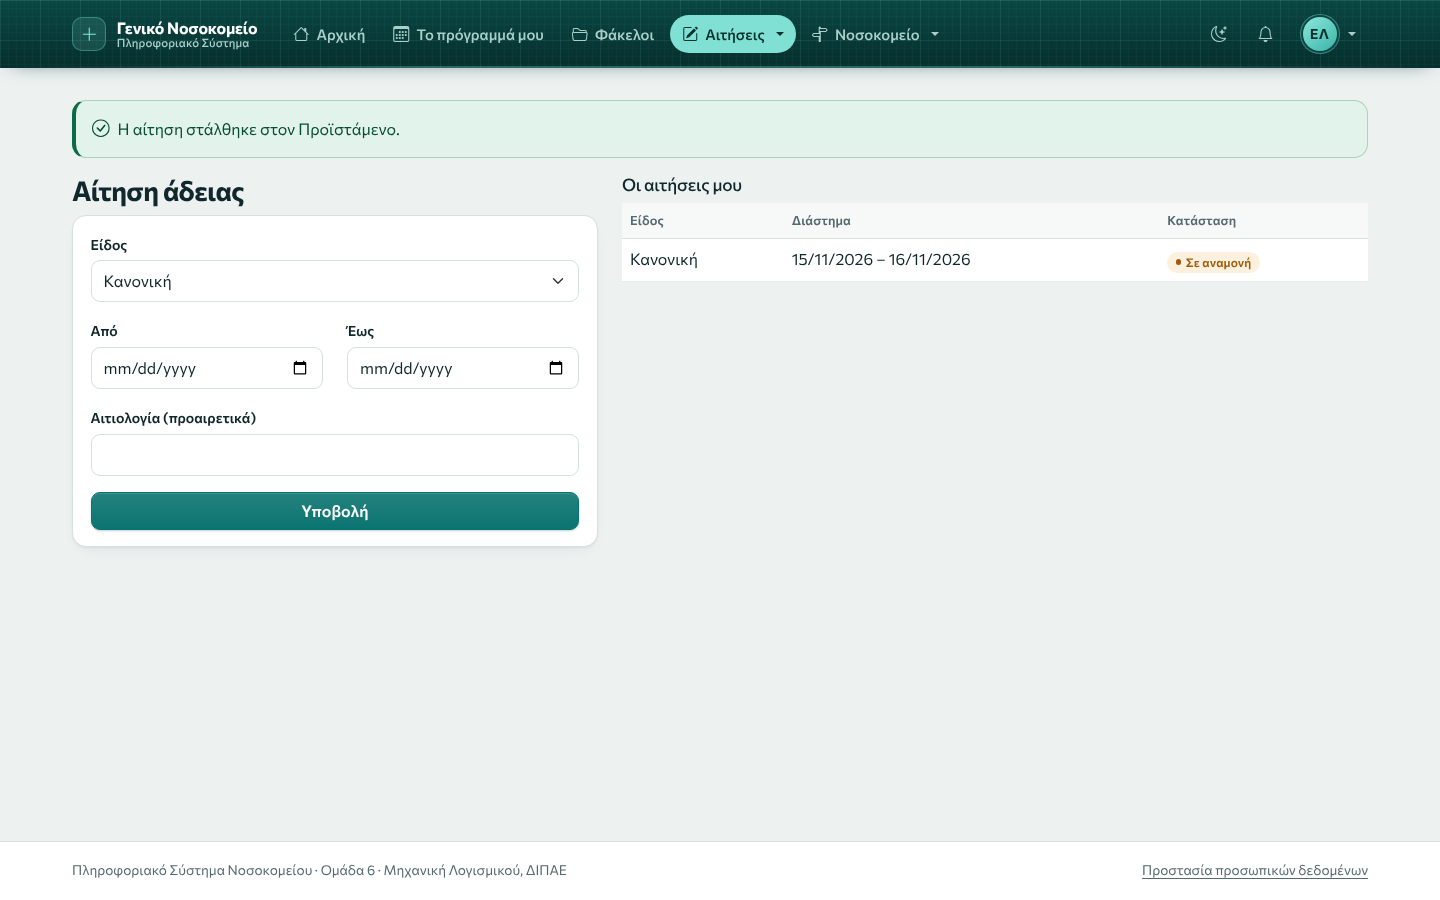 Γενικό Νοσοκομείο
Πληροφοριακό Σύστημα
Αρχική
Το πρόγραμμά μου
Φάκελοι
Αιτήσεις
Νοσοκομείο
ΕΛ
Η αίτηση στάλθηκε στον Προϊστάμενο.
Αίτηση άδειας
Είδος
Κανονική
Από
Έως
mm/dd/yyyy
mm/dd/yyyy
Αιτιολογία (προαιρετικά)
Υποβολή
Οι αιτήσεις μου
Είδος Διάστημα Κατάσταση
Κανονική 15/11/2026 – 16/11/2026 Σε αναμονή
Πληροφοριακό Σύστημα Νοσοκομείου · Ομάδα 6 · Μηχανική Λογισμικού, ΔΙΠΑΕ
Προστασία προσωπικών δεδομένων